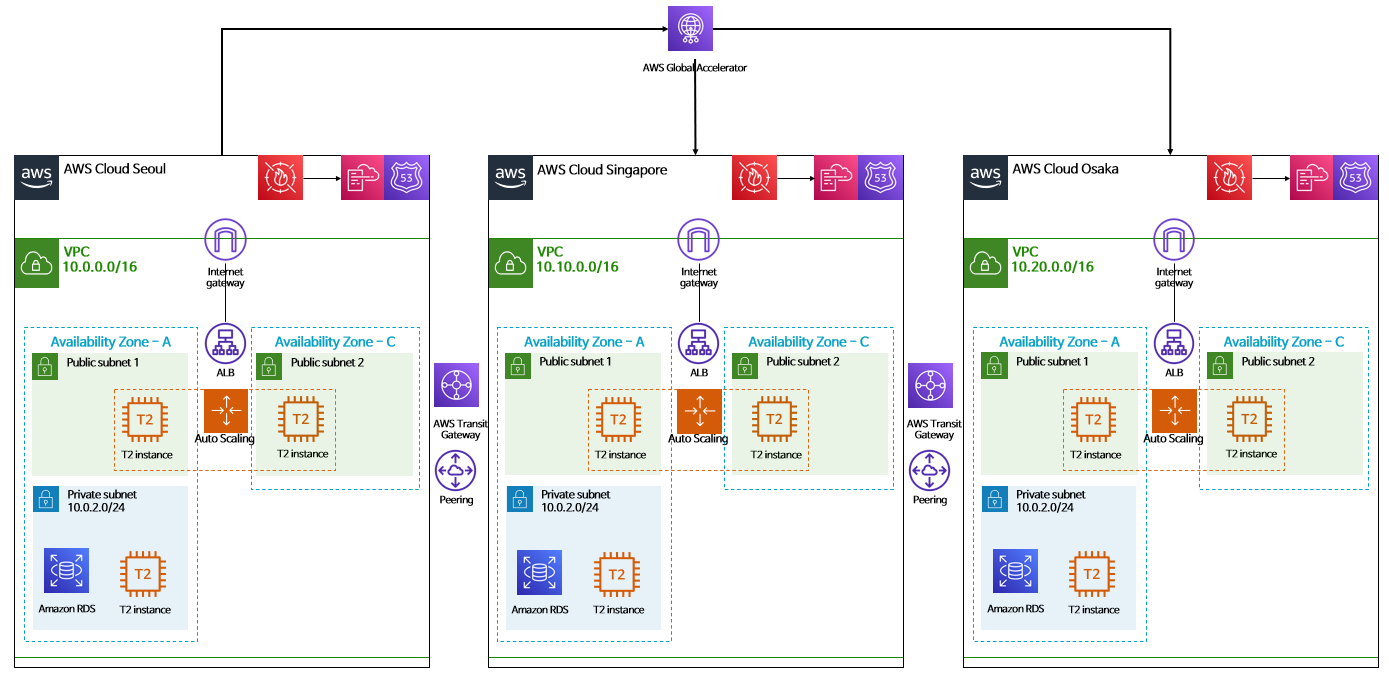 AWS Global Accelerator
aws
AWS Cloud Seoul
53
VPC
10.0.0.0/16
Internet
gateway
Availability Zone – A
Availability Zone – C
Public subnet 1
Public subnet 2
ALB
T2
T2
Auto Scaling
T2 instance
T2 instance
Private subnet
10.0.2.0/24
T2
Amazon RDS
T2 instance
AWS Transit
Gateway
Peering
aws
AWS Cloud Singapore
53
VPC
10.10.0.0/16
Internet
gateway
Availability Zone – A
Availability Zone – C
Public subnet 1
Public subnet 2
ALB
T2
T2
Auto Scaling
T2 instance
T2 instance
Private subnet
10.0.2.0/24
T2
Amazon RDS
T2 instance
AWS Transit
Gateway
Peering
aws
AWS Cloud Osaka
53
VPC
10.20.0.0/16
Internet
gateway
Availability Zone – A
Availability Zone – C
Public subnet 1
Public subnet 2
ALB
T2
T2
Auto Scaling
T2 instance
T2 instance
Private subnet
10.0.2.0/24
T2
Amazon RDS
T2 instance